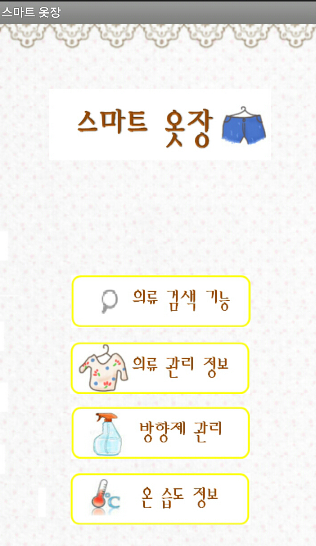 스마트 옷장
스마트 옷장
의류 검색 기능
의류 관리 정보
방향제 관리
℃
온 습도 정보